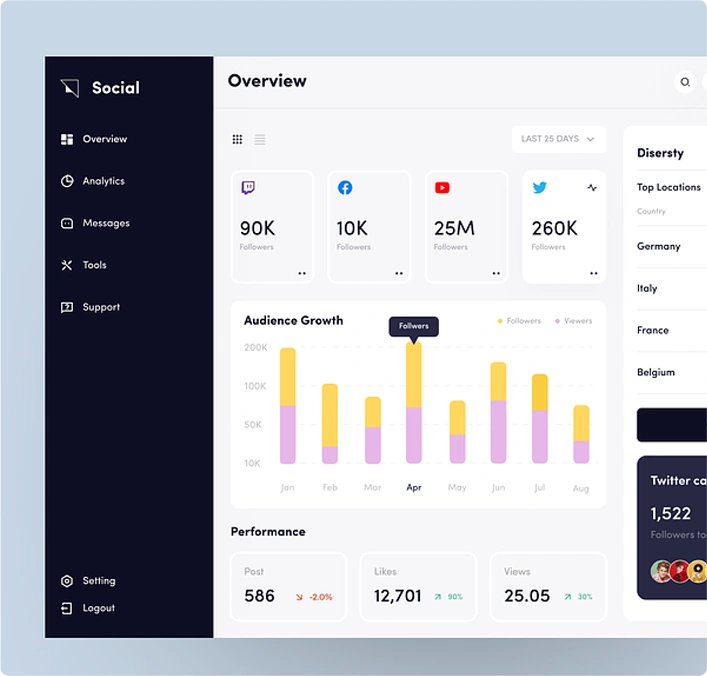 Social
Overview
Analytics
Messages
Tools
Support
Setting
Logout
Overview
LAST 25 DAYS
90K
Followers
10K
Followers
25M
Followers
260K
Followers
Audience Growth
Follwers
Followers
Viewers
200K
100K
50K
10K
Jan
Feb
Mar
Apr
May
Jun
Jul
Aug
Performance
Post
586
-2.0%
Likes
12,701
90%
Views
25.05
30%
Disersty
Top Locations
Country
Germany
Italy
France
Belgium
Twitter ca
1,522
Followers to